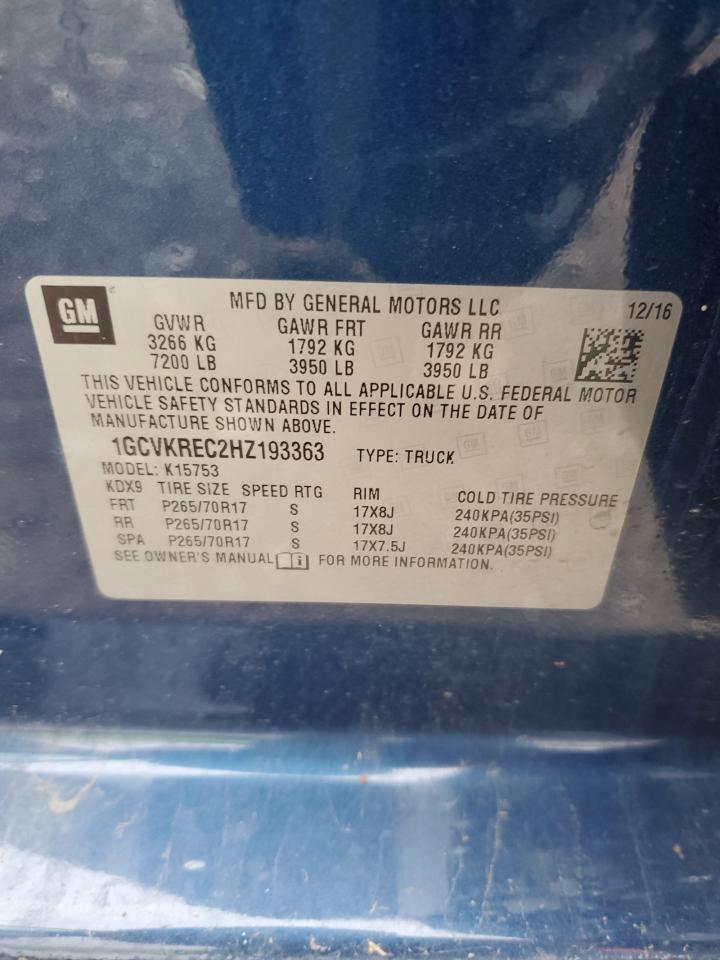 GM
MFD BY GENERAL MOTORS LLC 12/16
GVWR GAWR FRT GAWR RR
3266 KG 1792 KG 1792 KG
7200 LB 3950 LB 3950 LB
THIS VEHICLE CONFORMS TO ALL APPLICABLE U.S. FEDERAL MOTOR
VEHICLE SAFETY STANDARDS IN EFFECT ON THE DATE OF
MANUFACTURE SHOWN ABOVE.
1GCVKREC2HZ193363 TYPE: TRUCK
MODEL: K15753
KDX9 TIRE SIZE SPEED RTG RIM COLD TIRE PRESSURE
FRT P265/70R17 S 17X8J 240KPA(35PSI)
RR P265/70R17 S 17X8J 240KPA(35PSI)
SPA P265/70R17 S 17X7.5J 240KPA(35PSI)
SEE OWNER'S MANUAL FOR MORE INFORMATION.